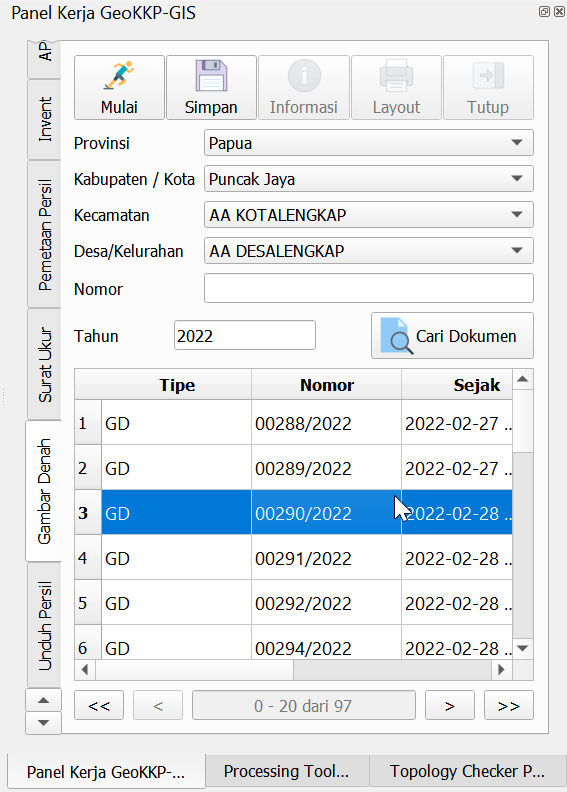 Panel Kerja GeoKKP-GIS
AP
Invent
Pemetaan Persil
Surat Ukur
Gambar Denah
Unduh Persil
Mulai Simpan Informasi Layout Tutup
Provinsi Papua
Kabupaten / Kota Puncak Jaya
Kecamatan AA KOTALENGKAP
Desa/Kelurahan AA DESALENGKAP
Nomor
Tahun 2022 Cari Dokumen
Tipe Nomor Sejak
1 GD 00288/2022 2022-02-27 ..
2 GD 00289/2022 2022-02-27 ..
3 GD 00290/2022 2022-02-28 ..
4 GD 00291/2022 2022-02-28 ..
5 GD 00292/2022 2022-02-28 ..
6 GD 00294/2022 2022-02-28 ..
<< < 0 - 20 dari 97 > >>
Panel Kerja GeoKKP-... Processing Tool... Topology Checker P...